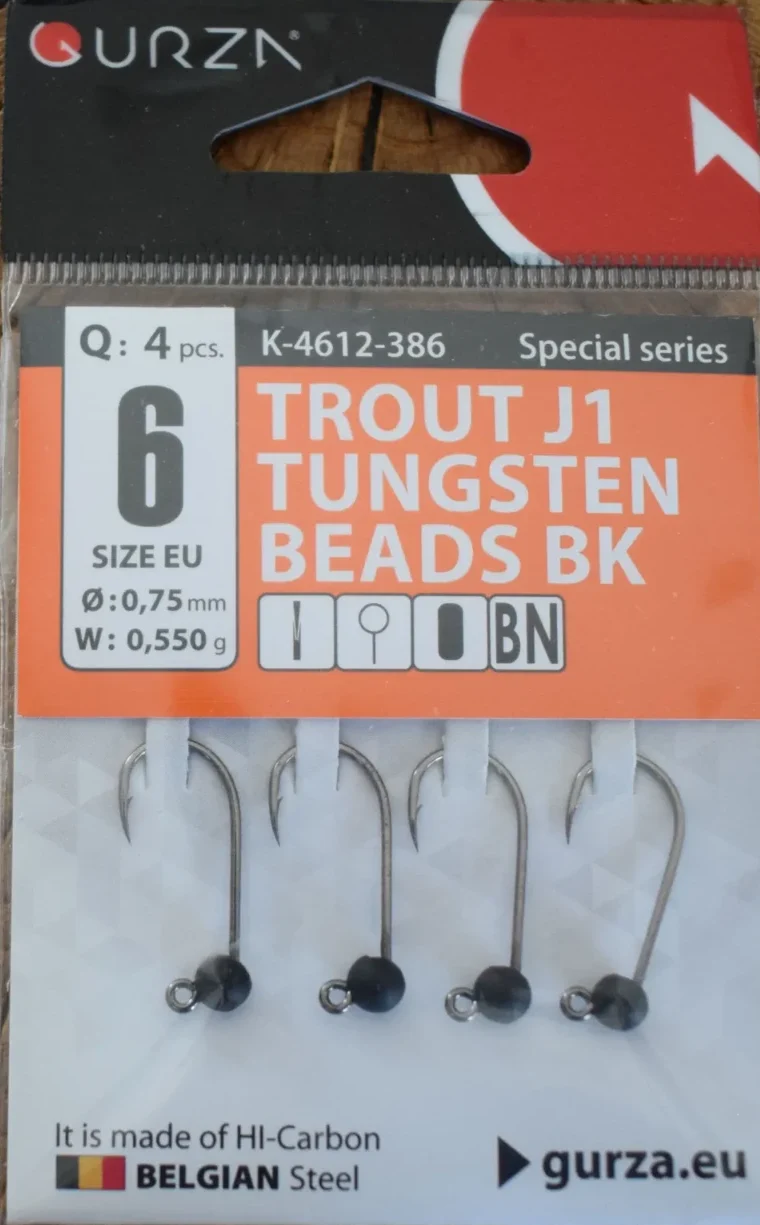 GURZA®
Q: 4 pcs.
K-4612-386 Special series
6
SIZE EU
Ø:0,75 mm
W: 0,550 g
TROUT J1
TUNGSTEN
BEADS BK
BN
It is made of HI-Carbon
BELGIAN Steel
gurza.eu